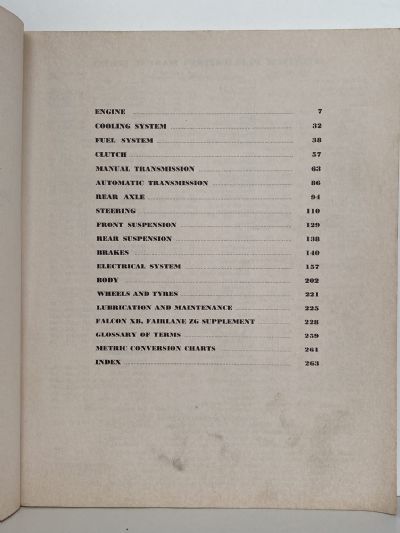 ENGINE 7
COOLING SYSTEM 32
FUEL SYSTEM 38
CLUTCH 57
MANUAL TRANSMISSION 63
AUTOMATIC TRANSMISSION 86
REAR AXLE 94
STEERING 110
FRONT SUSPENSION 129
REAR SUSPENSION 138
BRAKES 140
ELECTRICAL SYSTEM 157
BODY 202
WHEELS AND TYRES 221
LUBRICATION AND MAINTENANCE 225
FALCON XB, FAIRLANE ZG SUPPLEMENT 228
GLOSSARY OF TERMS 259
METRIC CONVERSION CHARTS 261
INDEX 263